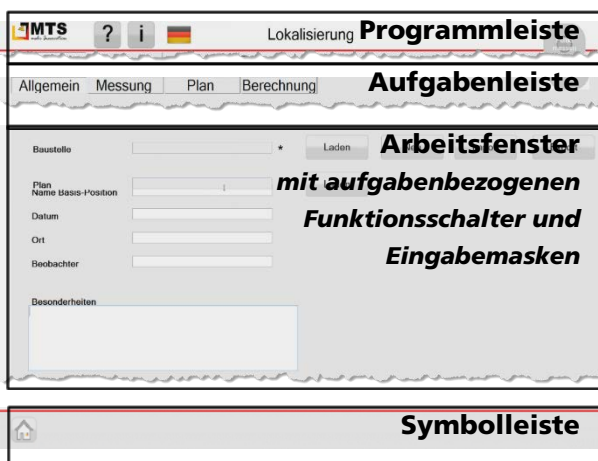 MTS
? i Lokalisierung Programmleiste
Allgemein Messung Plan Berechnung Aufgabenleiste
Baustelle * Laden Arbeitsfenster
Plan mit aufgabenbezogenen
Name Basis-Position
Datum Funktionsschalter und
Ort
Beobachter Eingabemasken
Besonderheiten
Symbolleiste